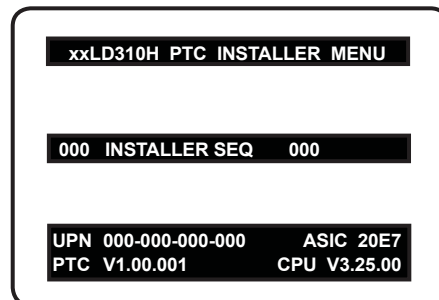 xxLD310H PTC INSTALLER MENU
000 INSTALLER SEQ 000
UPN 000-000-000-000 ASIC 20E7
PTC V1.00.001 CPU V3.25.00